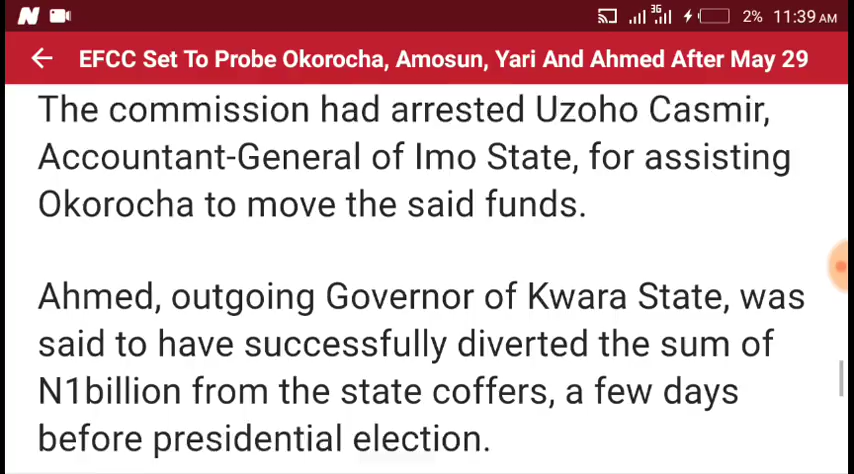 N 3G 2% 11:39 AM
← EFCC Set To Probe Okorocha, Amosun, Yari And Ahmed After May 29
The commission had arrested Uzoho Casmir,
Accountant-General of Imo State, for assisting
Okorocha to move the said funds.
Ahmed, outgoing Governor of Kwara State, was
said to have successfully diverted the sum of
N1billion from the state coffers, a few days
before presidential election.